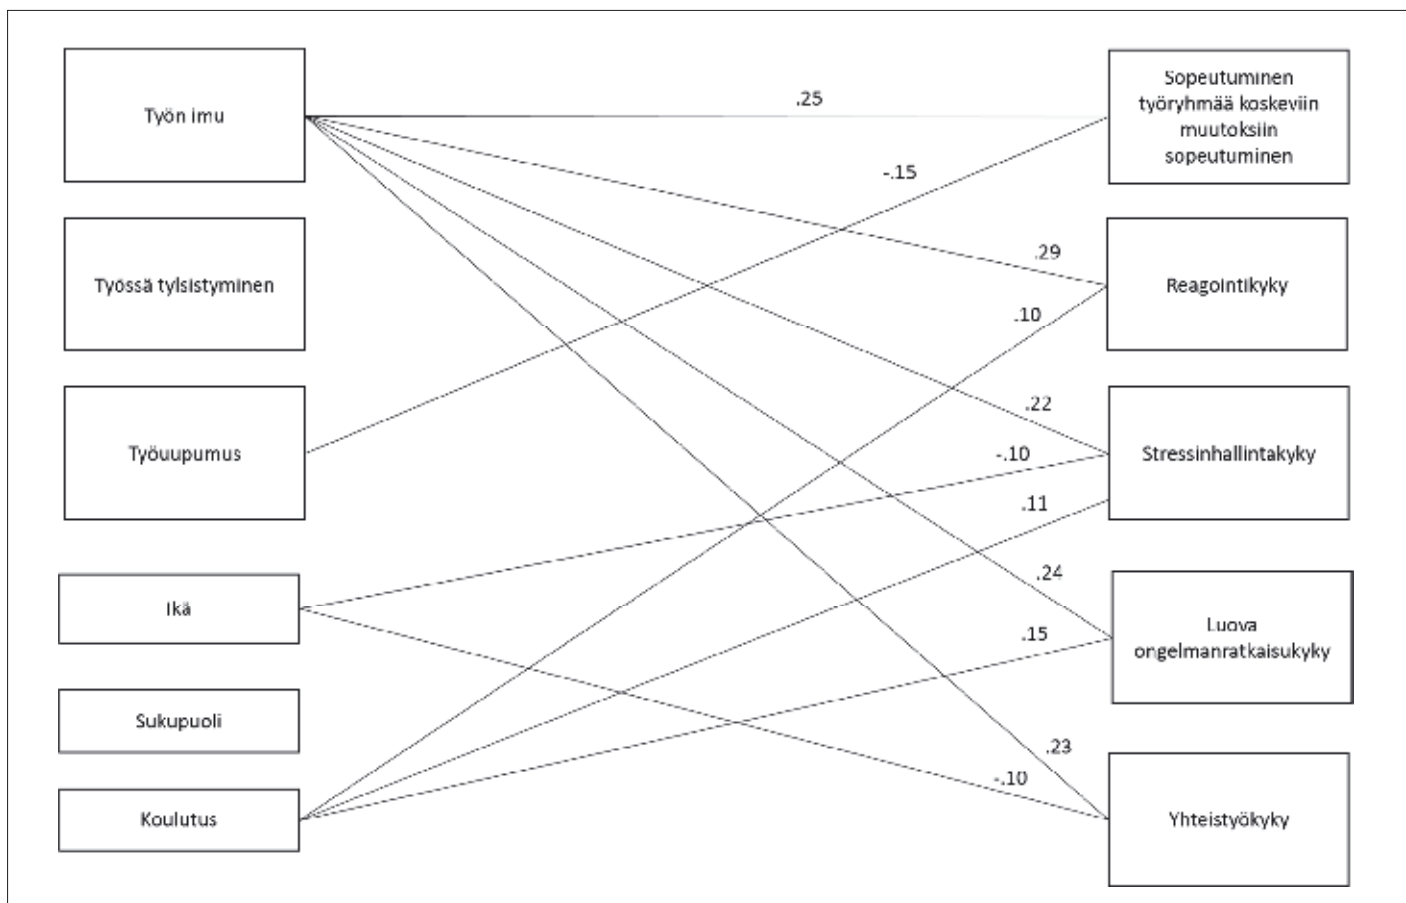 Työn imu
Työssä tylsistyminen
Työuupumus
Ikä
Sukupuoli
Koulutus
.25
-.15
.29
.10
.22
-.10
.11
.24
.15
.23
-.10
Sopeutuminen
työryhmää koskeviin
muutoksiin
sopeutuminen
Reagointikyky
Stressinhallintakyky
Luova
ongelmanratkaisukyky
Yhteistyökyky